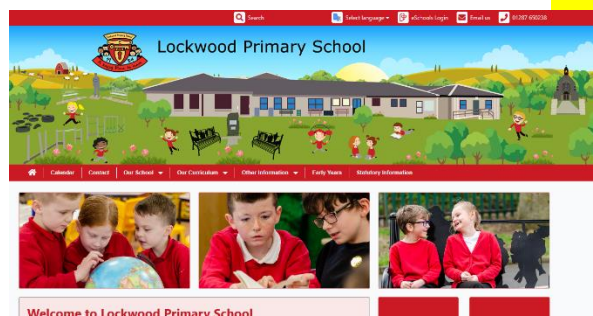 Search
Select language
eSchools Login
Email us
01287 650238
Lockwood Primary School
Calendar
Contact
Our School
Our Curriculum
Other Information
Early Years
Statutory Information
Welcome to Lockwood Primary School